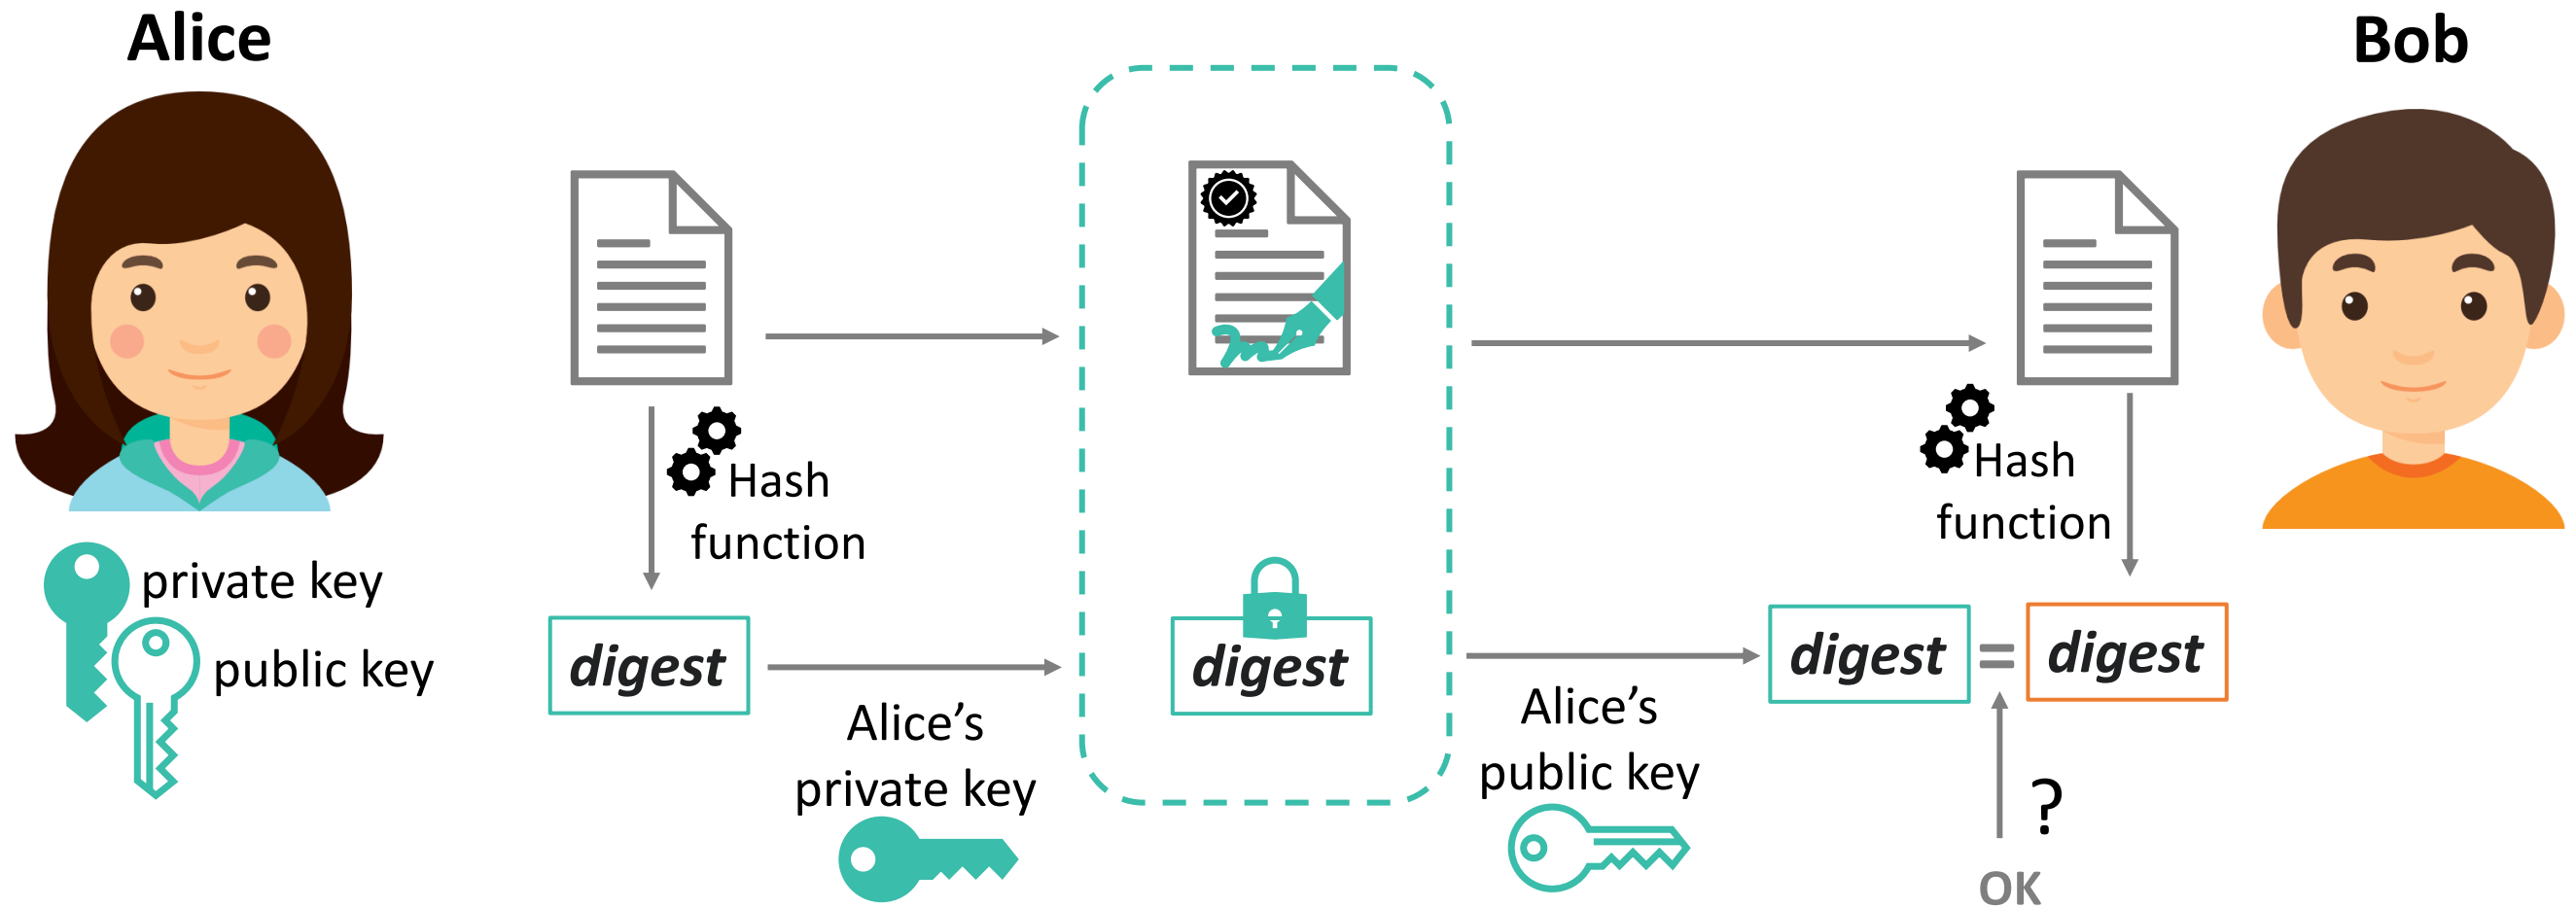 Alice
Bob
Hash
function
Hash
function
private key
public key
digest
digest
digest
=
digest
Alice’s
private key
Alice’s
public key
?
OK